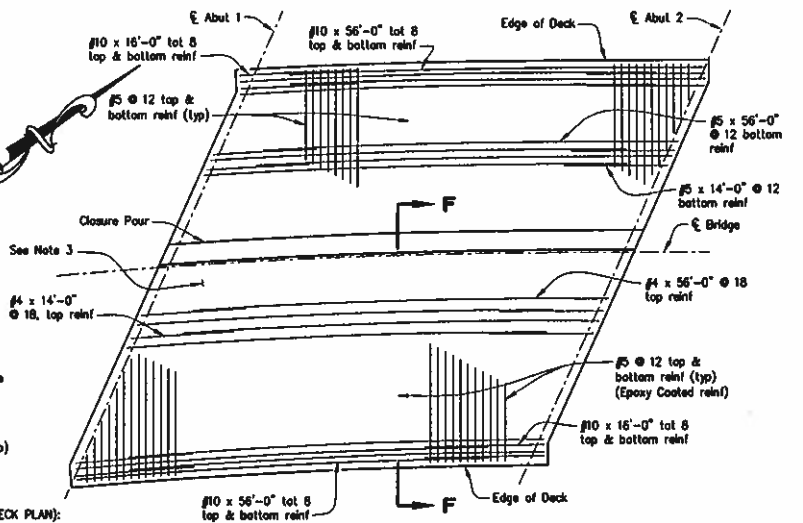 ℄ Abut 1
#10 x 16'-0" tot 8
top & bottom reinf
#10 x 56'-0" tot 8
top & bottom reinf
Edge of Deck
℄ Abut 2
#5 @ 12 top &
bottom reinf (typ)
#5 x 56'-0"
@ 12 bottom
reinf
#5 x 14'-0" @ 12
bottom reinf
F
Closure Pour
℄ Bridge
See Note 3
#4 x 14'-0"
@ 18, top reinf
#4 x 56'-0" @ 18
top reinf
#5 @ 12 top &
bottom reinf (typ)
(Epoxy Coated reinf)
#10 x 16'-0" tot 8
top & bottom reinf
#10 x 56'-0" tot 8
top & bottom reinf
F
Edge of Deck
ECK PLAN):